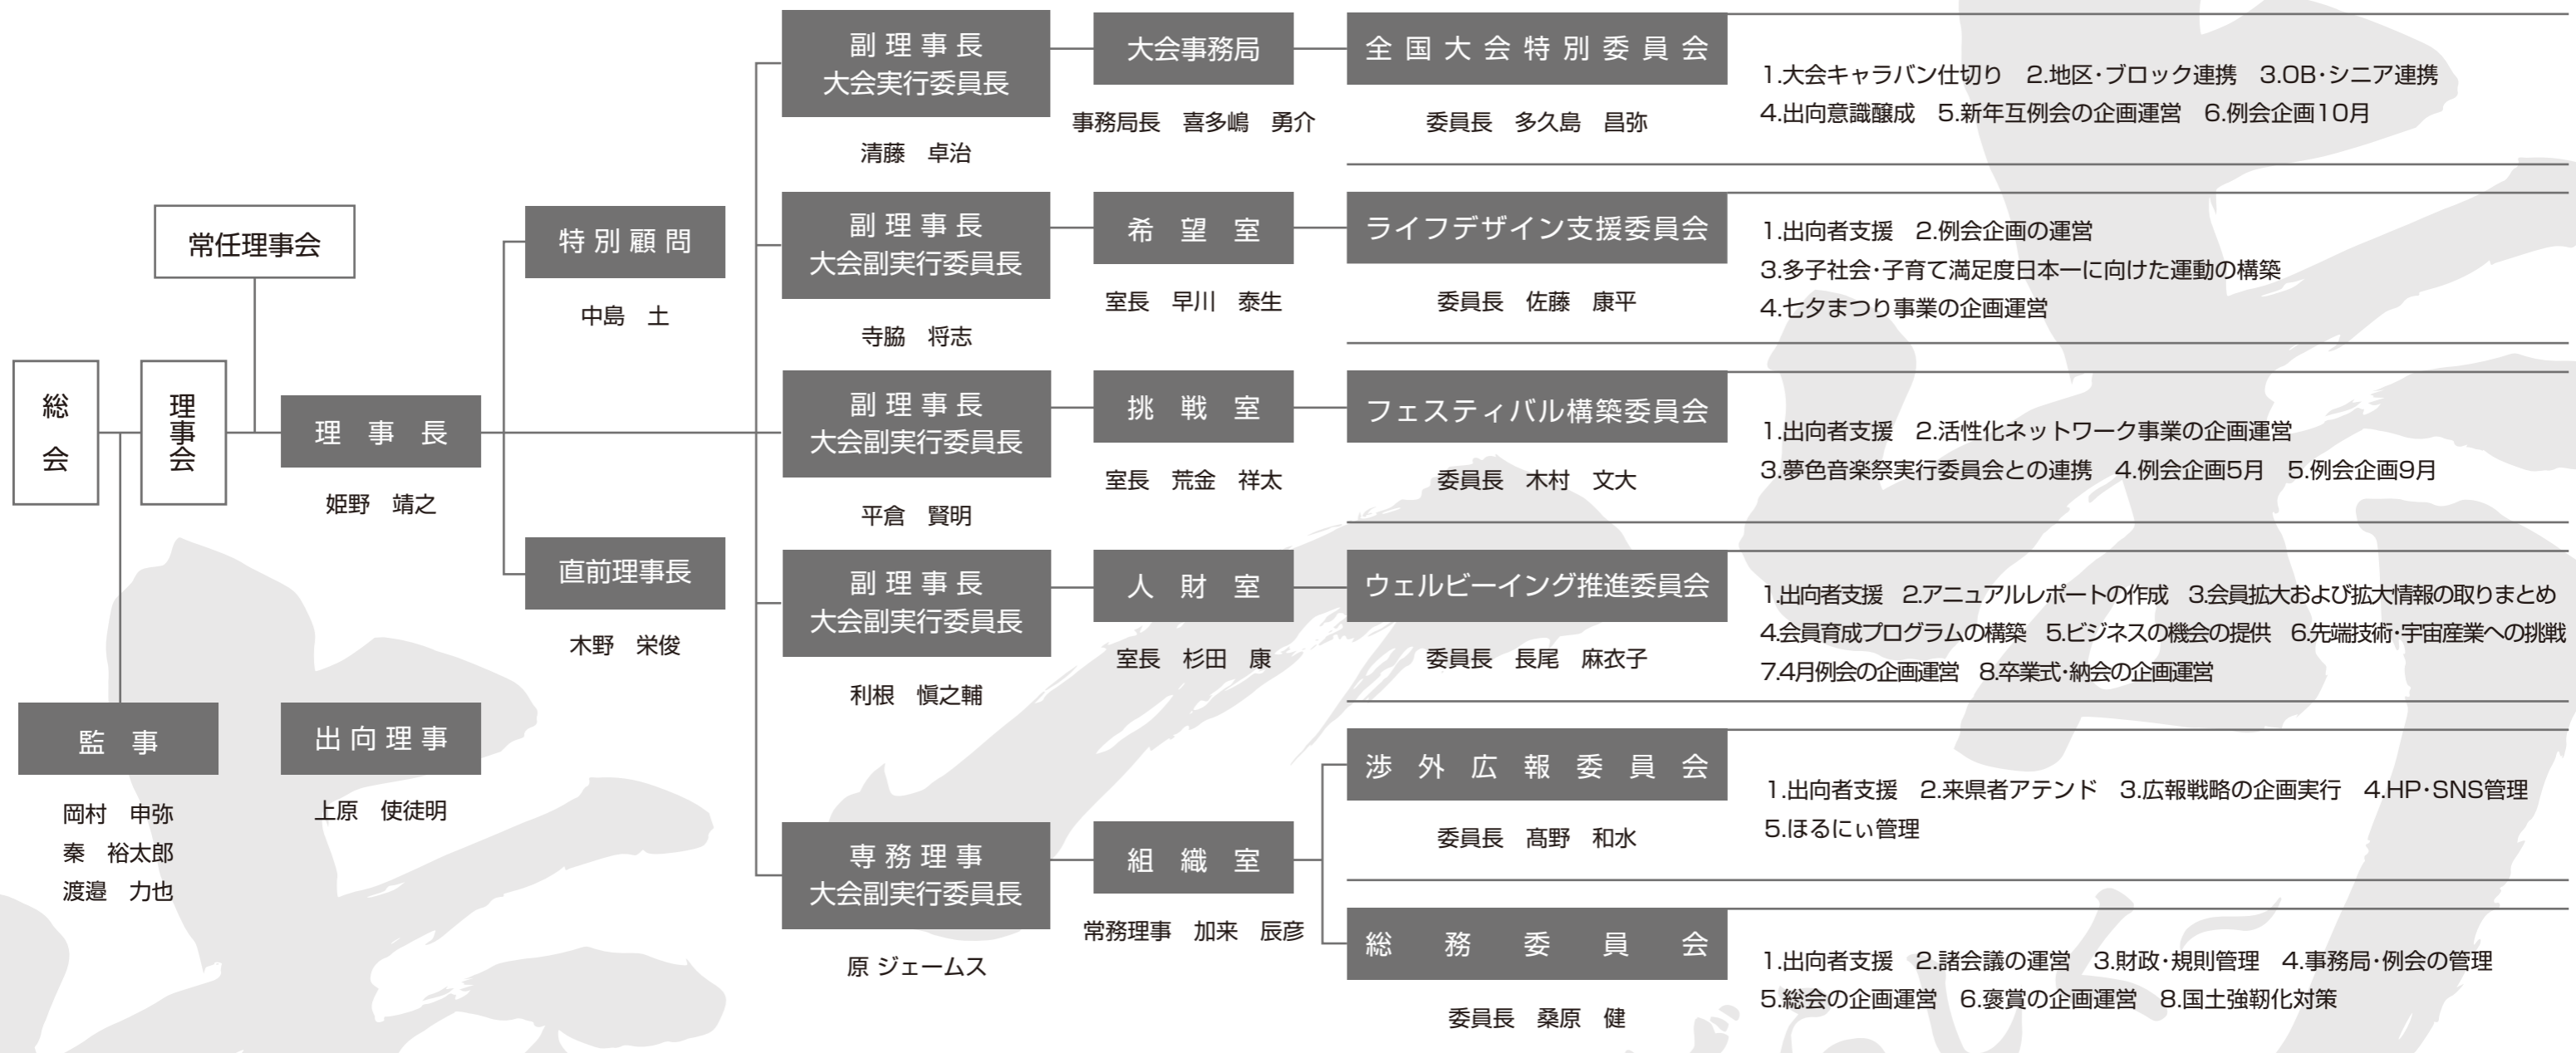 総会
理事会
常任理事会
理事長
姫野　靖之
監事
岡村　申弥
秦　裕太郎
渡邉　力也
出向理事
上原　使徒明
特別顧問
中島　土
直前理事長
木野　栄俊
副理事長
大会実行委員長
清藤　卓治
大会事務局
事務局長　喜多嶋　勇介
全国大会特別委員会
委員長　多久島　昌弥
1.大会キャラバン仕切り　2.地区・ブロック連携　3.OB・シニア連携
4.出向意識醸成　5.新年互例会の企画運営　6.例会企画10月
副理事長
大会副実行委員長
寺脇　将志
希望室
室長　早川　泰生
ライフデザイン支援委員会
委員長　佐藤　康平
1.出向者支援　2.例会企画の運営
3.多子社会・子育て満足度日本一に向けた運動の構築
4.七夕まつり事業の企画運営
副理事長
大会副実行委員長
平倉　賢明
挑戦室
室長　荒金　祥太
フェスティバル構築委員会
委員長　木村　文大
1.出向者支援　2.活性化ネットワーク事業の企画運営
3.夢色音楽祭実行委員会との連携　4.例会企画5月　5.例会企画9月
副理事長
大会副実行委員長
利根　愼之輔
人財室
室長　杉田　康
ウェルビーイング推進委員会
委員長　長尾　麻衣子
1.出向者支援　2.アニュアルレポートの作成　3.会員拡大および拡大情報の取りまとめ
4.会員育成プログラムの構築　5.ビジネスの機会の提供　6.先端技術・宇宙産業への挑戦
7.4月例会の企画運営　8.卒業式・納会の企画運営
専務理事
大会副実行委員長
原 ジェームス
組織室
常務理事　加来　辰彦
渉外広報委員会
委員長　髙野　和水
1.出向者支援　2.来県者アテンド　3.広報戦略の企画実行　4.HP・SNS管理
5.ほるにぃ管理
総務委員会
委員長　桑原　健
1.出向者支援　2.諸会議の運営　3.財政・規則管理　4.事務局・例会の管理
5.総会の企画運営　6.褒賞の企画運営　8.国土強靭化対策